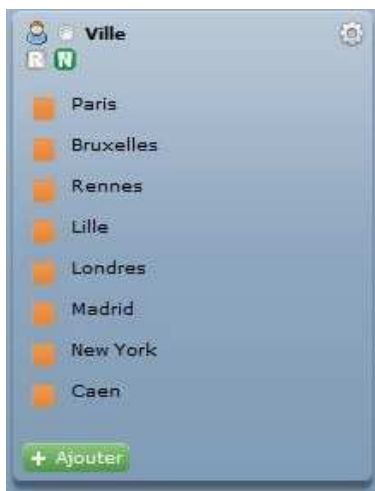 Ville
R N
Paris
Bruxelles
Rennes
Lille
Londres
Madrid
New York
Caen
+ Ajouter